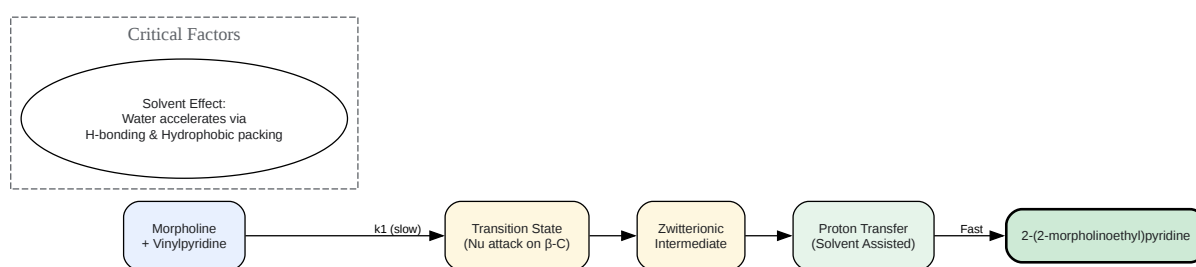 Critical Factors
Solvent Effect:
Water accelerates via
H-bonding & Hydrophobic packing
Morpholine
+ Vinylpyridine
k1 (slow)
Transition State
(Nu attack on β-C)
Zwitterionic
Intermediate
Proton Transfer
(Solvent Assisted)
Fast
2-(2-morpholinoethyl)pyridine